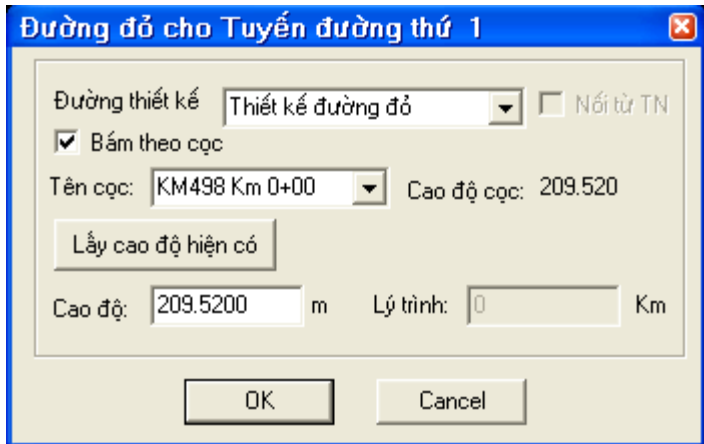 Đường đỏ cho Tuyến đường thứ 1
Đường thiết kế Thiết kế đường đỏ Nối từ TN
Bám theo cọc
Tên cọc: KM498 Km 0+00 Cao độ cọc: 209.520
Lấy cao độ hiện có
Cao độ: 209.5200 m Lý trình: 0 Km
OK Cancel